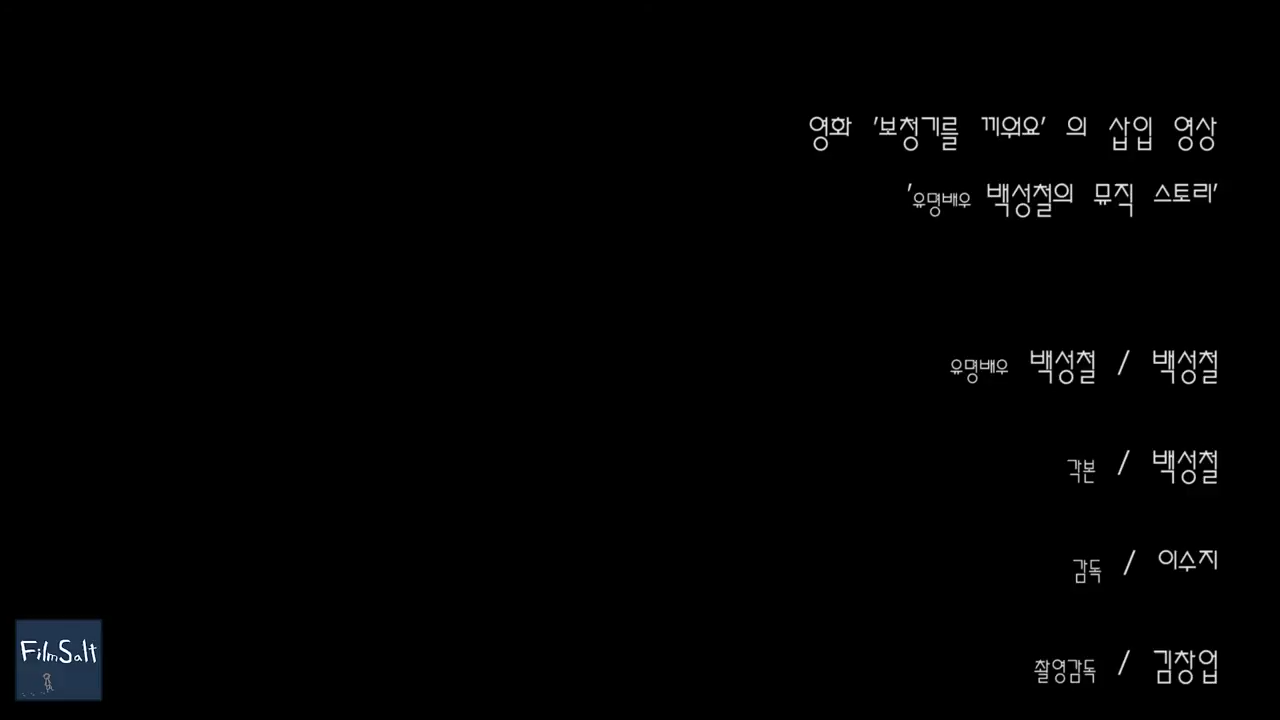 영화 '보청기를 끼워요' 의 삽입 영상
'유명배우 백성철의 뮤직 스토리'
유명배우 백성철 / 백성철
각본 / 백성철
감독 / 이수지
촬영감독 / 김창업
FilmSalt